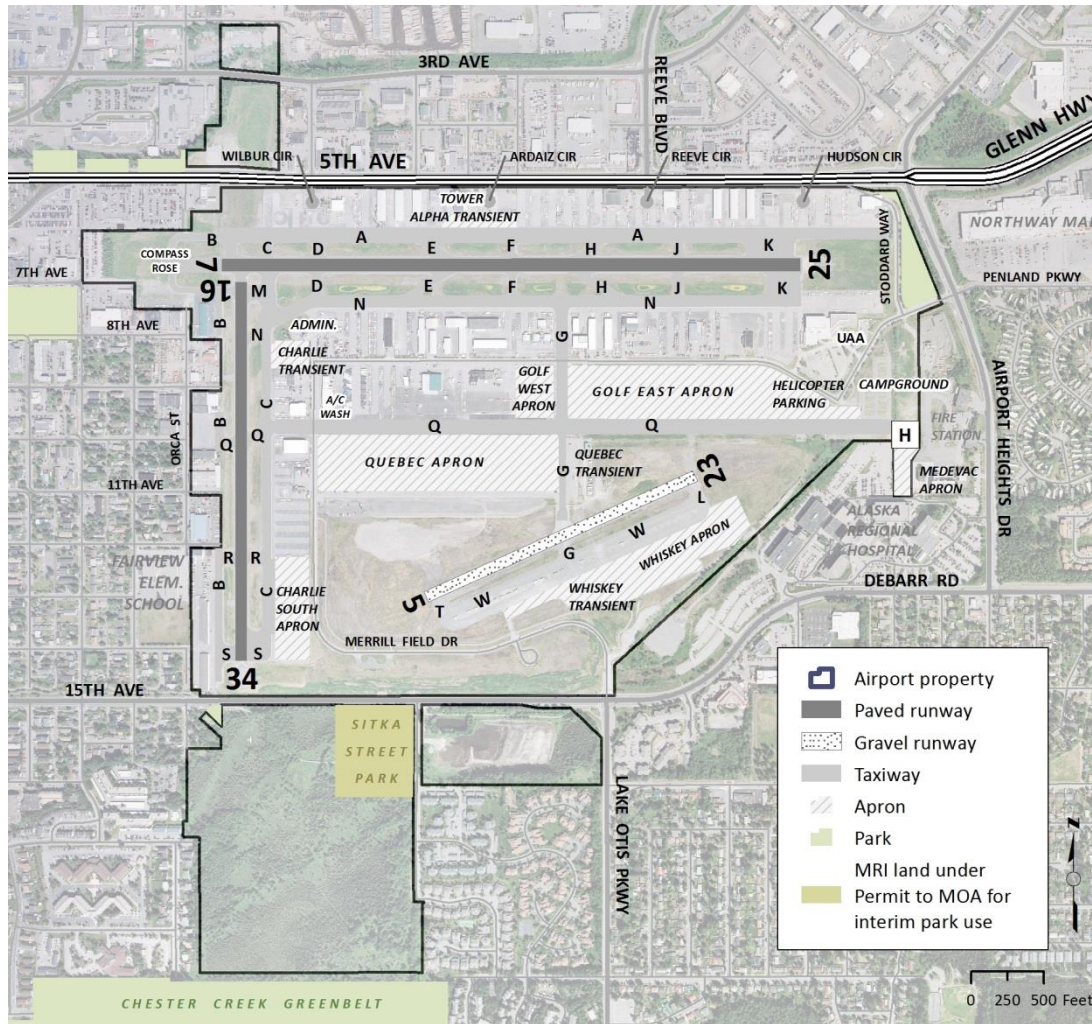 3RD AVE
REEVE BLVD
GLENN HWY
WILBUR CIR
5TH AVE
ARDAIZ CIR
REEVE CIR
HUDSON CIR
TOWER
ALPHA TRANSIENT
NORTHWAY MA
B
C
D
A
E
F
H
A
J
K
COMPASS
ROSE
7
25
STODDARD WAY
7TH AVE
PENLAND PKWY
16
M
D
N
E
F
H
N
J
K
8TH AVE
B
N
ADMIN.
G
UAA
CHARLIE
TRANSIENT
AIRPORT HEIGHTS DR
ORCA ST
C
A/C
WASH
GOLF
WEST
APRON
GOLF EAST APRON
HELICOPTER
PARKING
CAMPGROUND
B
Q
Q
Q
Q
H
FIRE
STATION
QUEBEC APRON
QUEBEC
TRANSIENT
G
23
11TH AVE
MEDEVAC
APRON
L
W
G
ALASKA
REGIONAL
HOSPITAL
WHISKEY APRON
FAIRVIEW
ELEM.
SCHOOL
R
R
B
C
CHARLIE
SOUTH
APRON
5
T
W
WHISKEY
TRANSIENT
DEBARR RD
MERRILL FIELD DR
S
S
34
15TH AVE
SITKA
STREET
PARK
LAKE OTIS PKWY
CHESTER CREEK GREENBELT
Airport property
Paved runway
Gravel runway
Taxiway
Apron
Park
MRI land under
Permit to MOA for
interim park use
Z
0 250 500 Feet